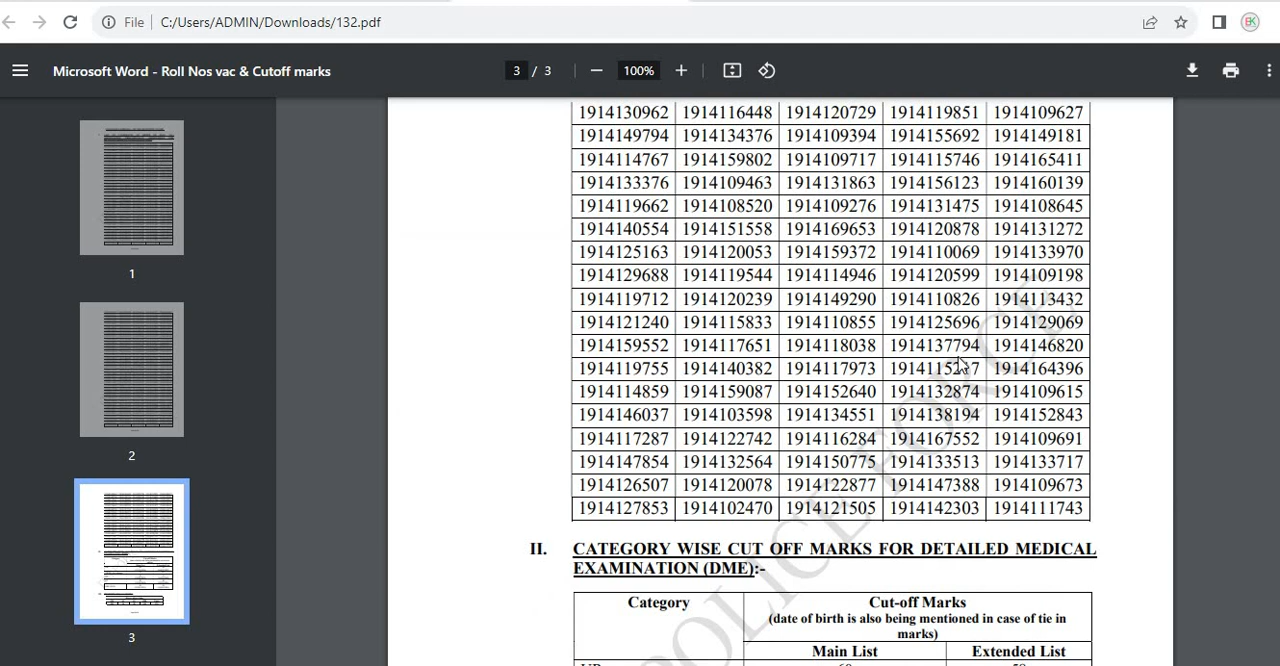 File C:/Users/ADMIN/Downloads/132.pdf
Microsoft Word - Roll Nos vac & Cutoff marks 3 / 3 100%
1914130962 1914116448 1914120729 1914119851 1914109627
1914149794 1914134376 1914109394 1914155692 1914149181
1914114767 1914159802 1914109717 1914115746 1914165411
1914133376 1914109463 1914131863 1914156123 1914160139
1914119662 1914108520 1914109276 1914131475 1914108645
1914140554 1914151558 1914169653 1914120878 1914131272
1914125163 1914120053 1914159372 1914110069 1914133970
1914129688 1914119544 1914114946 1914120599 1914109198
1914119712 1914120239 1914149290 1914110826 1914113432
1914121240 1914115833 1914110855 1914125696 1914129069
1914159552 1914117651 1914118038 1914137794 1914146820
1914119755 1914140382 1914117973 1914164396
1914114859 1914159087 1914152640 1914132874 1914109615
1914146037 1914103598 1914134551 1914138194 1914152843
1914117287 1914122742 1914116284 1914167552 1914109691
1914147854 1914132564 1914150775 1914133513 1914133717
1914126507 1914120078 1914122877 1914147388 1914109673
1914127853 1914102470 1914121505 1914142303 1914111743
II. CATEGORY WISE CUT OFF MARKS FOR DETAILED MEDICAL
EXAMINATION (DME):-
Category Cut-off Marks
(date of birth is also being mentioned in case of tie in
marks)
Main List Extended List
POLICE FORCE
1
2
3